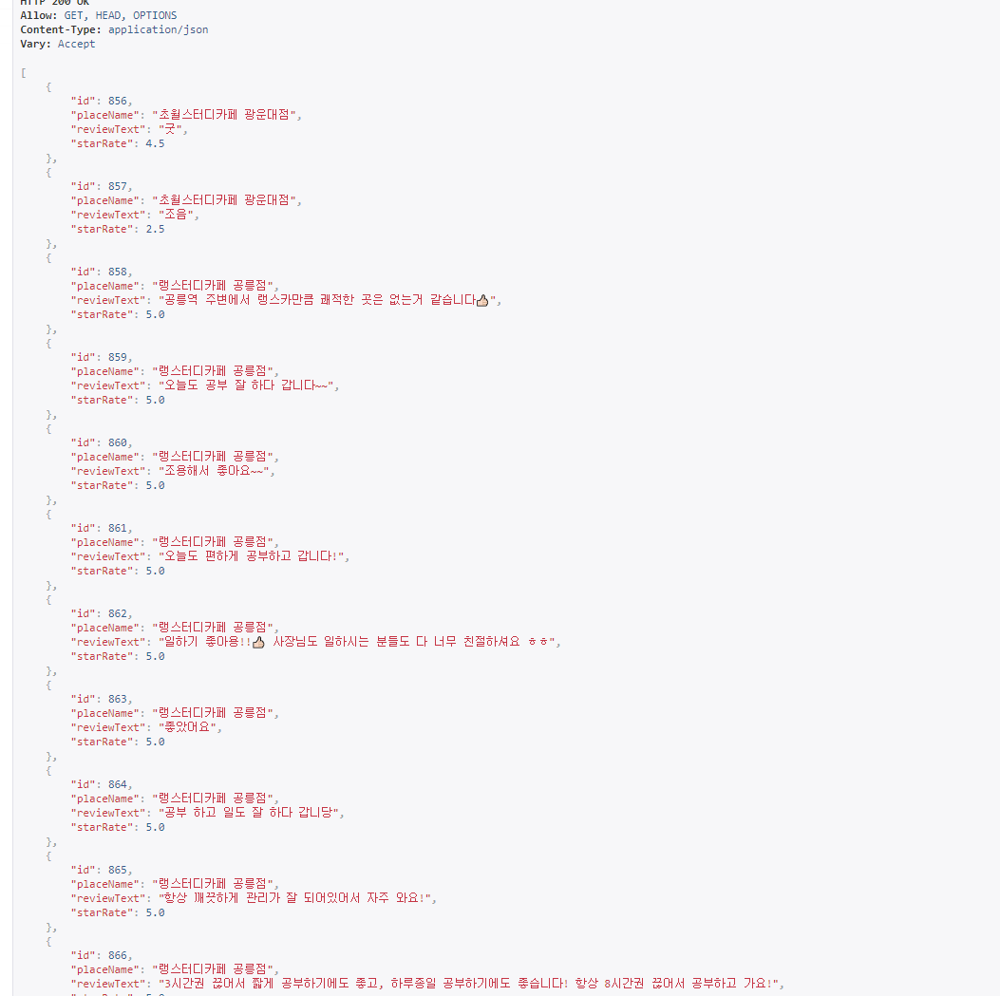 HTTP 200 OK
Allow: GET, HEAD, OPTIONS
Content-Type: application/json
Vary: Accept
[
{
"id": 856,
"placeName": "초월스터디카페 광운대점",
"reviewText": "굿",
"starRate": 4.5
},
{
"id": 857,
"placeName": "초월스터디카페 광운대점",
"reviewText": "조음",
"starRate": 2.5
},
{
"id": 858,
"placeName": "랭스터디카페 공릉점",
"reviewText": "공릉역 주변에서 랭스카만큼 쾌적한 곳은 없는거 같습니다👍🏻",
"starRate": 5.0
},
{
"id": 859,
"placeName": "랭스터디카페 공릉점",
"reviewText": "오늘도 공부 잘 하다 갑니다~~",
"starRate": 5.0
},
{
"id": 860,
"placeName": "랭스터디카페 공릉점",
"reviewText": "조용해서 좋아요~~",
"starRate": 5.0
},
{
"id": 861,
"placeName": "랭스터디카페 공릉점",
"reviewText": "오늘도 편하게 공부하고 갑니다!",
"starRate": 5.0
},
{
"id": 862,
"placeName": "랭스터디카페 공릉점",
"reviewText": "일하기 좋아용!!👍🏻 사장님도 일하시는 분들도 다 너무 친절하셔요 ㅎㅎ",
"starRate": 5.0
},
{
"id": 863,
"placeName": "랭스터디카페 공릉점",
"reviewText": "좋았어요",
"starRate": 5.0
},
{
"id": 864,
"placeName": "랭스터디카페 공릉점",
"reviewText": "공부 하고 일도 잘 하다 갑니당",
"starRate": 5.0
},
{
"id": 865,
"placeName": "랭스터디카페 공릉점",
"reviewText": "항상 깨끗하게 관리가 잘 되어있어서 자주 와요!",
"starRate": 5.0
},
{
"id": 866,
"placeName": "랭스터디카페 공릉점",
"reviewText": "3시간권 끊어서 짧게 공부하기에도 좋고, 하루종일 공부하기에도 좋습니다! 항상 8시간권 끊어서 공부하고 가요!",